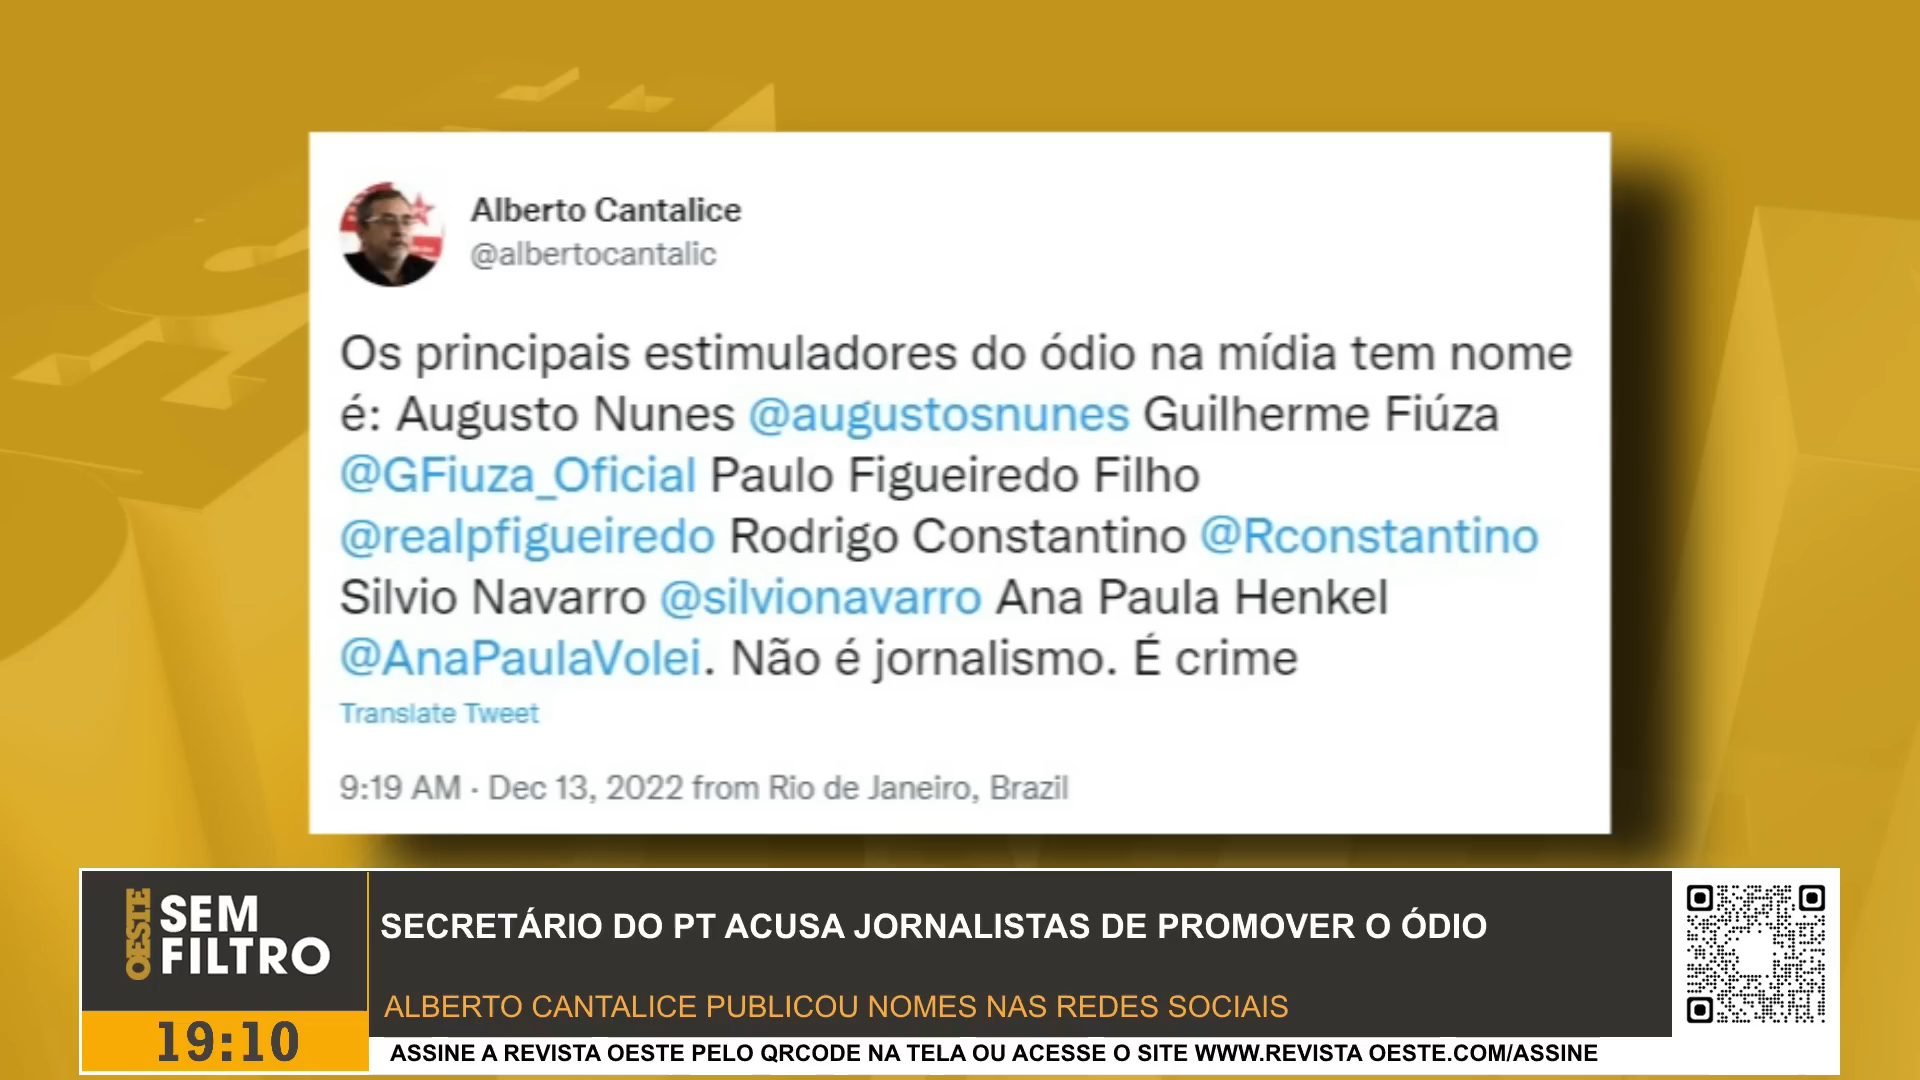 Alberto Cantalice
@albertocantalic
Os principais estimuladores do ódio na mídia tem nome
é: Augusto Nunes @augustosnunes Guilherme Fiúza
@GFiuza_Oficial Paulo Figueiredo Filho
@realpfigueiredo Rodrigo Constantino @Rconstantino
Silvio Navarro @silvionavarro Ana Paula Henkel
@AnaPaulaVolei. Não é jornalismo. É crime
Translate Tweet
9:19 AM · Dec 13, 2022 from Rio de Janeiro, Brazil
OESTE
SEM
FILTRO
SECRETÁRIO DO PT ACUSA JORNALISTAS DE PROMOVER O ÓDIO
ALBERTO CANTALICE PUBLICOU NOMES NAS REDES SOCIAIS
19:10
ASSINE A REVISTA OESTE PELO QRCODE NA TELA OU ACESSE O SITE WWW.REVISTA OESTE.COM/ASSINE